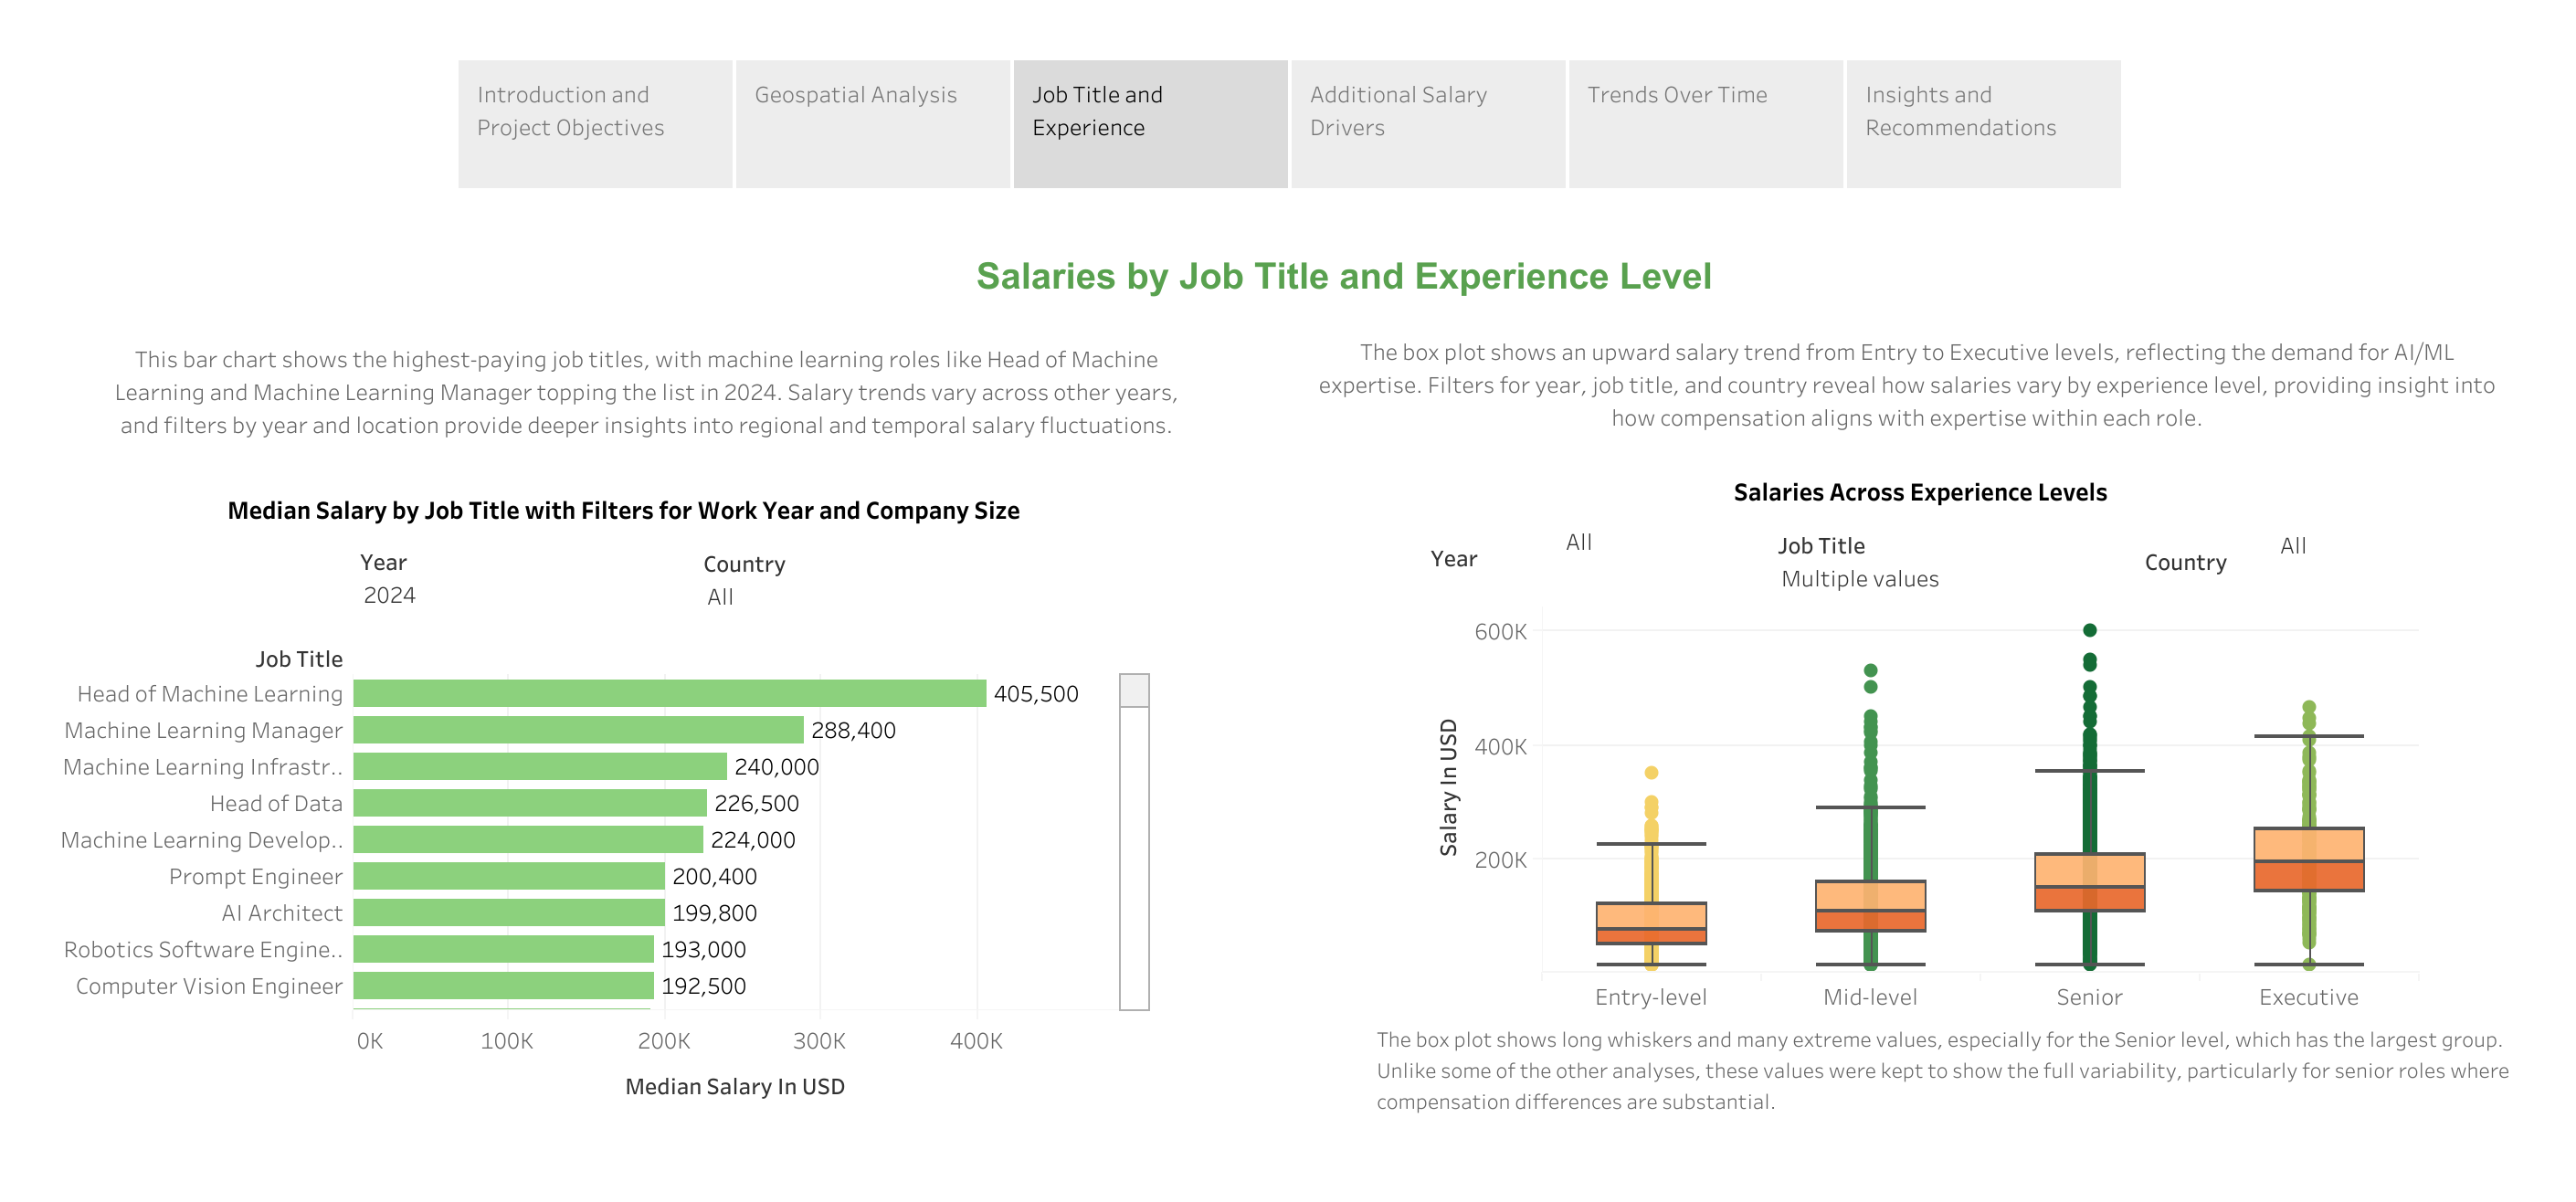 Introduction and
Project Objectives
Geospatial Analysis
Job Title and
Experience
Additional Salary
Drivers
Trends Over Time
Insights and
Recommendations
Salaries by Job Title and Experience Level
This bar chart shows the highest-paying job titles, with machine learning roles like Head of Machine
Learning and Machine Learning Manager topping the list in 2024. Salary trends vary across other years,
and filters by year and location provide deeper insights into regional and temporal salary fluctuations.
Median Salary by Job Title with Filters for Work Year and Company Size
Year
2024
Country
All
Job Title
Head of Machine Learning 405,500
Machine Learning Manager 288,400
Machine Learning Infrastr.. 240,000
Head of Data 226,500
Machine Learning Develop.. 224,000
Prompt Engineer 200,400
AI Architect 199,800
Robotics Software Engine.. 193,000
Computer Vision Engineer 192,500
0K 100K 200K 300K 400K
Median Salary In USD
The box plot shows an upward salary trend from Entry to Executive levels, reflecting the demand for AI/ML
expertise. Filters for year, job title, and country reveal how salaries vary by experience level, providing insight into
how compensation aligns with expertise within each role.
Salaries Across Experience Levels
Year All
Job Title
Multiple values
Country All
Salary In USD
600K
400K
200K
Entry-level Mid-level Senior Executive
The box plot shows long whiskers and many extreme values, especially for the Senior level, which has the largest group.
Unlike some of the other analyses, these values were kept to show the full variability, particularly for senior roles where
compensation differences are substantial.